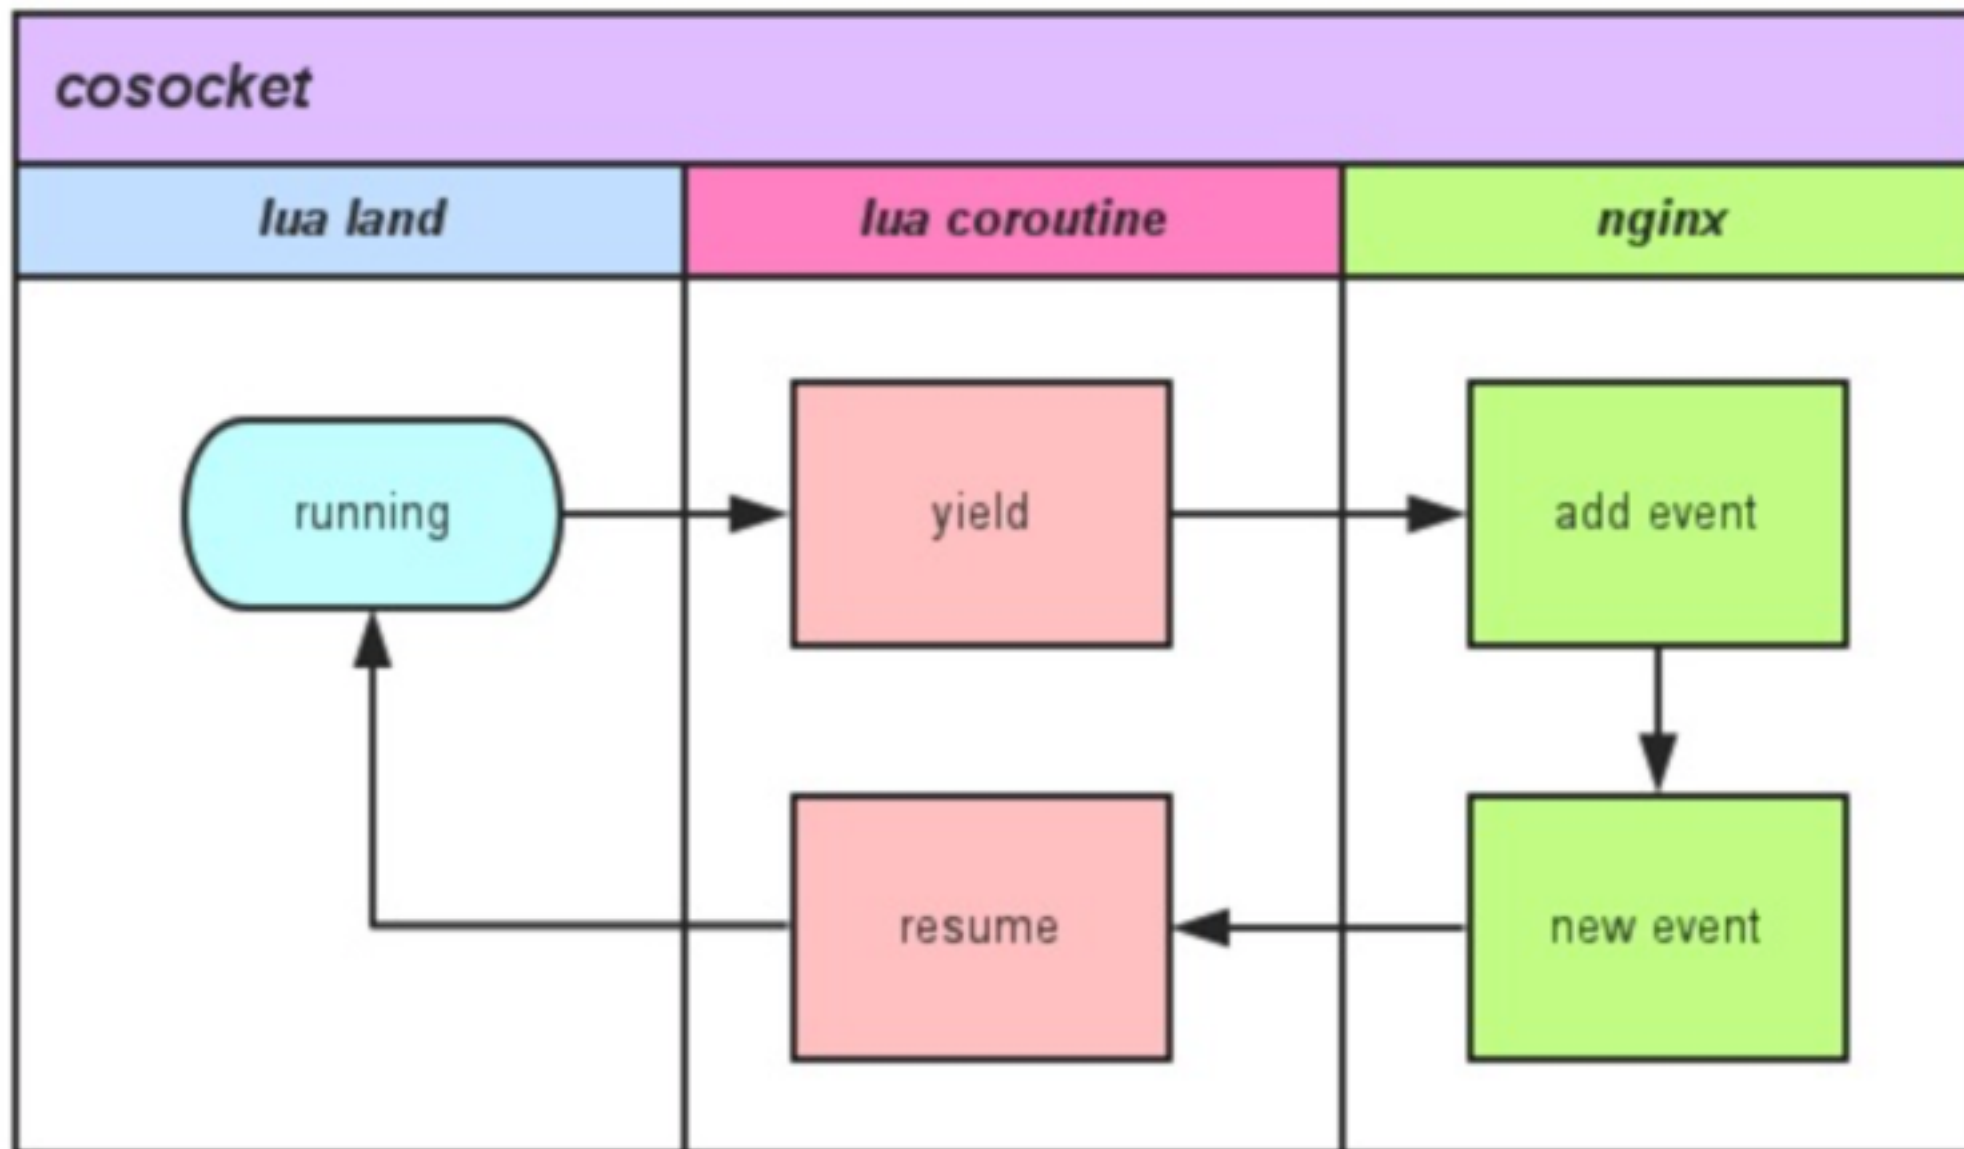 cosocket
lua land
lua coroutine
nginx
running
yield
add event
resume
new event